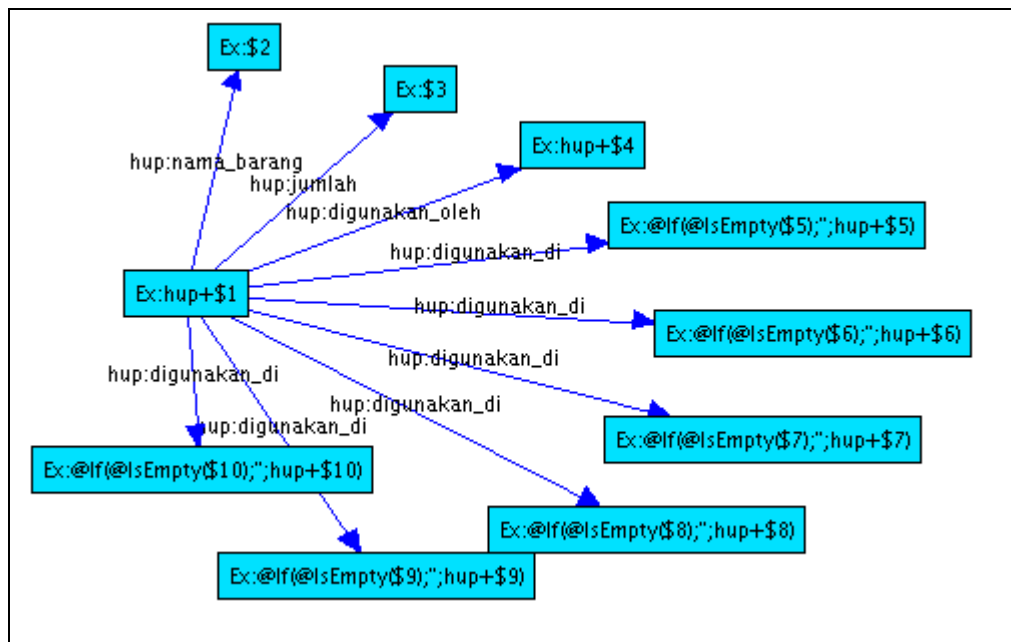 Ex:$2
Ex:$3
Ex:hup+$4
hup:nama_barang
hup:jumlah
hup:digunakan_oleh
Ex:@If(@IsEmpty($5);'';hup+$5)
hup:digunakan_di
Ex:hup+$1
hup:digunakan_di
Ex:@If(@IsEmpty($6);'';hup+$6)
hup:digunakan_di
hup:digunakan_di
hup:digunakan_di
hup:digunakan_di
Ex:@If(@IsEmpty($7);'';hup+$7)
Ex:@If(@IsEmpty($10);'';hup+$10)
Ex:@If(@IsEmpty($8);'';hup+$8)
Ex:@If(@IsEmpty($9);'';hup+$9)